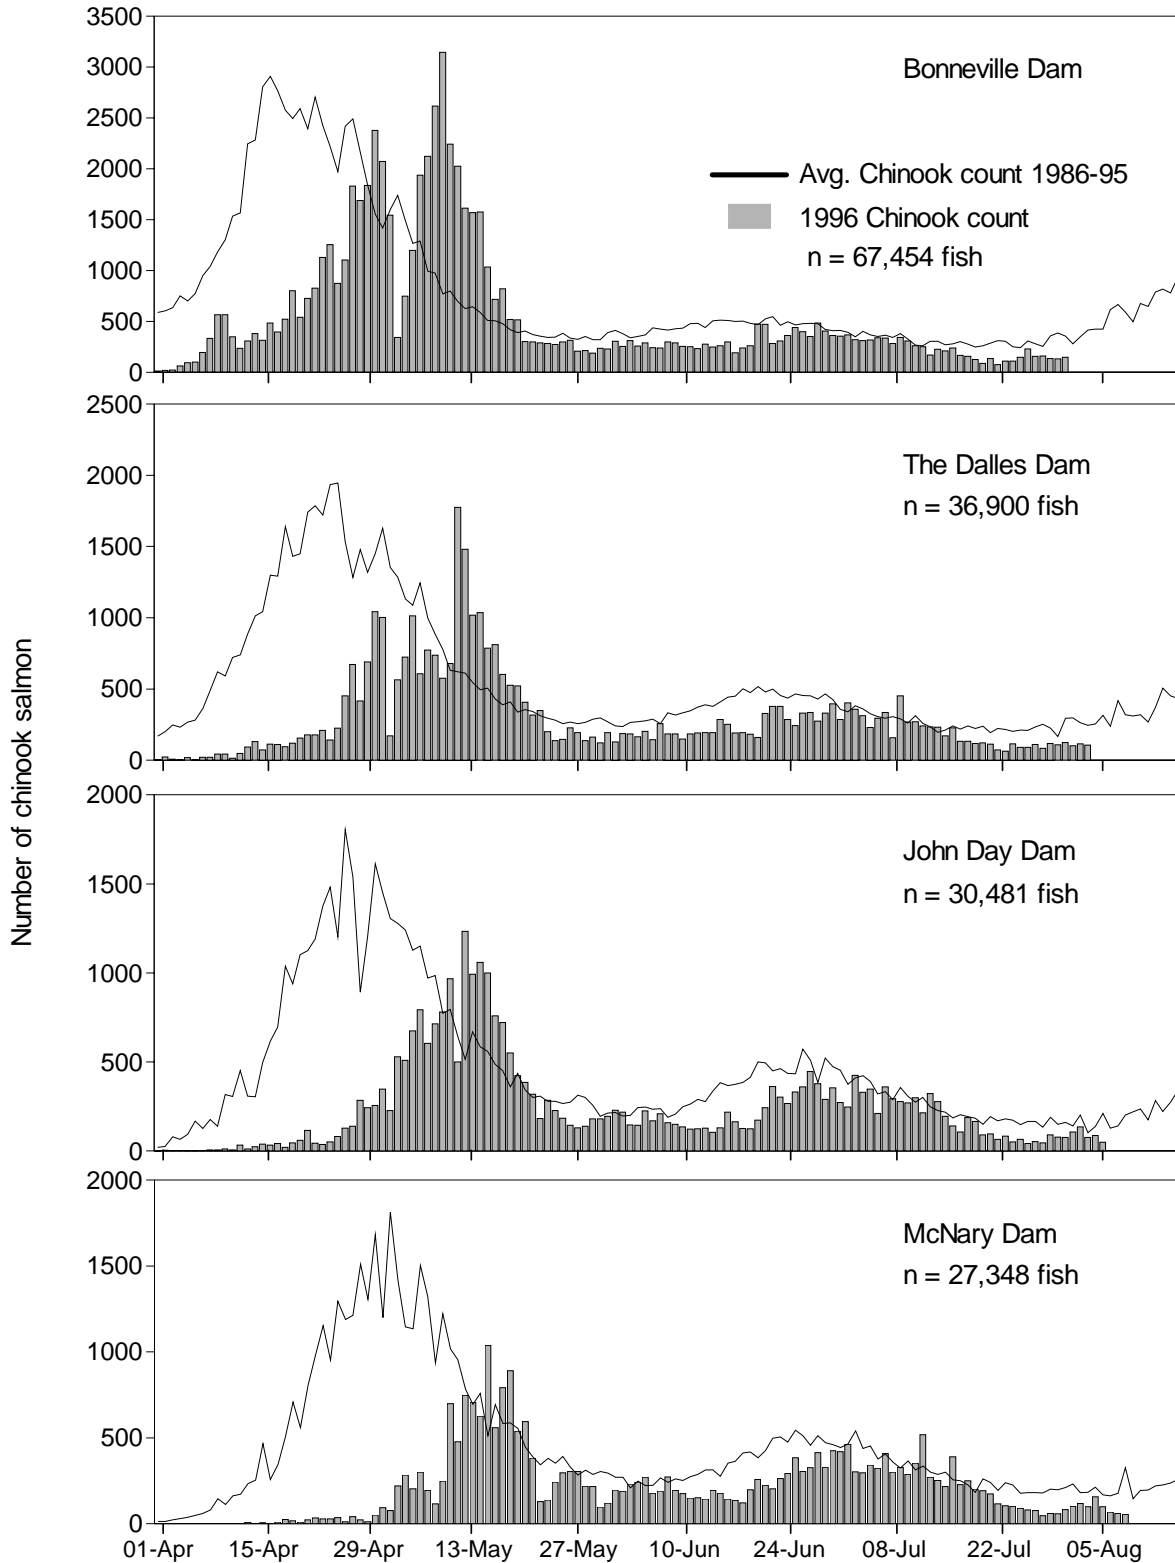 Number of chinook salmon
3500
3000
2500
2000
1500
1000
500
0
Bonneville Dam
Avg. Chinook count 1986-95
1996 Chinook count
n = 67,454 fish
2500
2000
1500
1000
500
0
The Dalles Dam
n = 36,900 fish
2000
1500
1000
500
0
John Day Dam
n = 30,481 fish
2000
1500
1000
500
0
McNary Dam
n = 27,348 fish
01-Apr 15-Apr 29-Apr 13-May 27-May 10-Jun 24-Jun 08-Jul 22-Jul 05-Aug